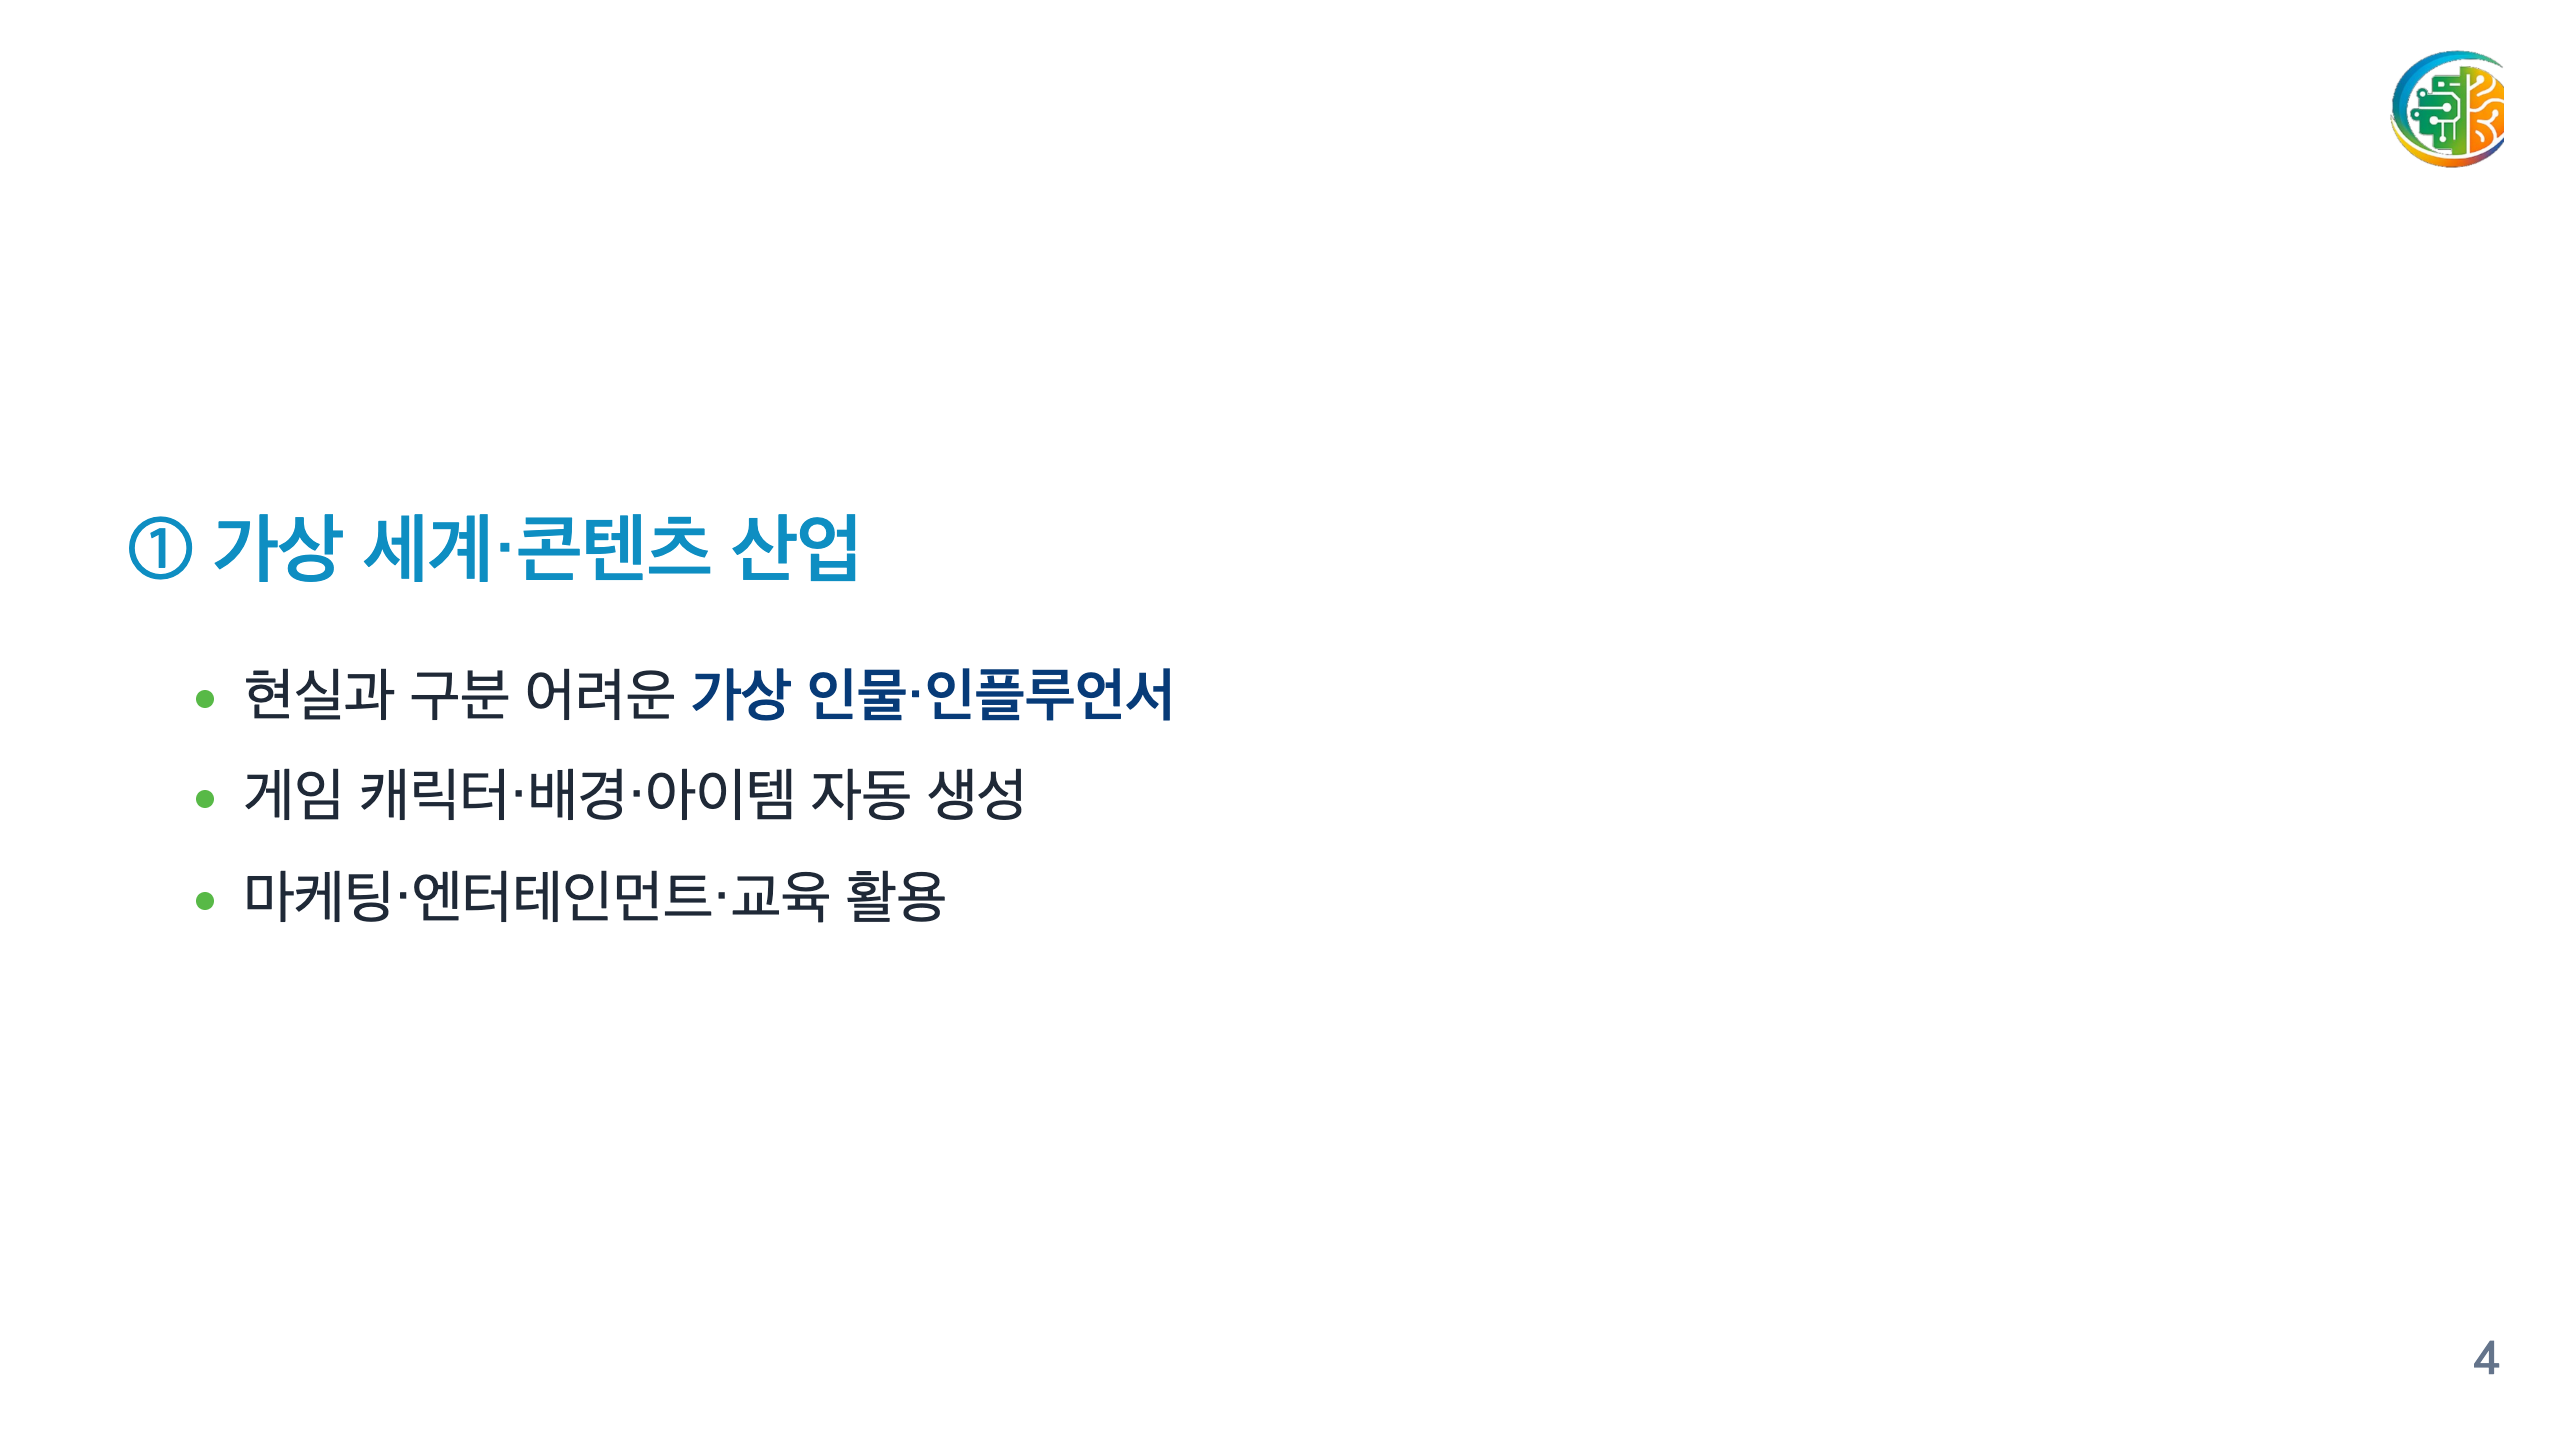 ① 가상 세계·콘텐츠 산업
• 현실과 구분 어려운 가상 인물·인플루언서
• 게임 캐릭터·배경·아이템 자동 생성
• 마케팅·엔터테인먼트·교육 활용
4